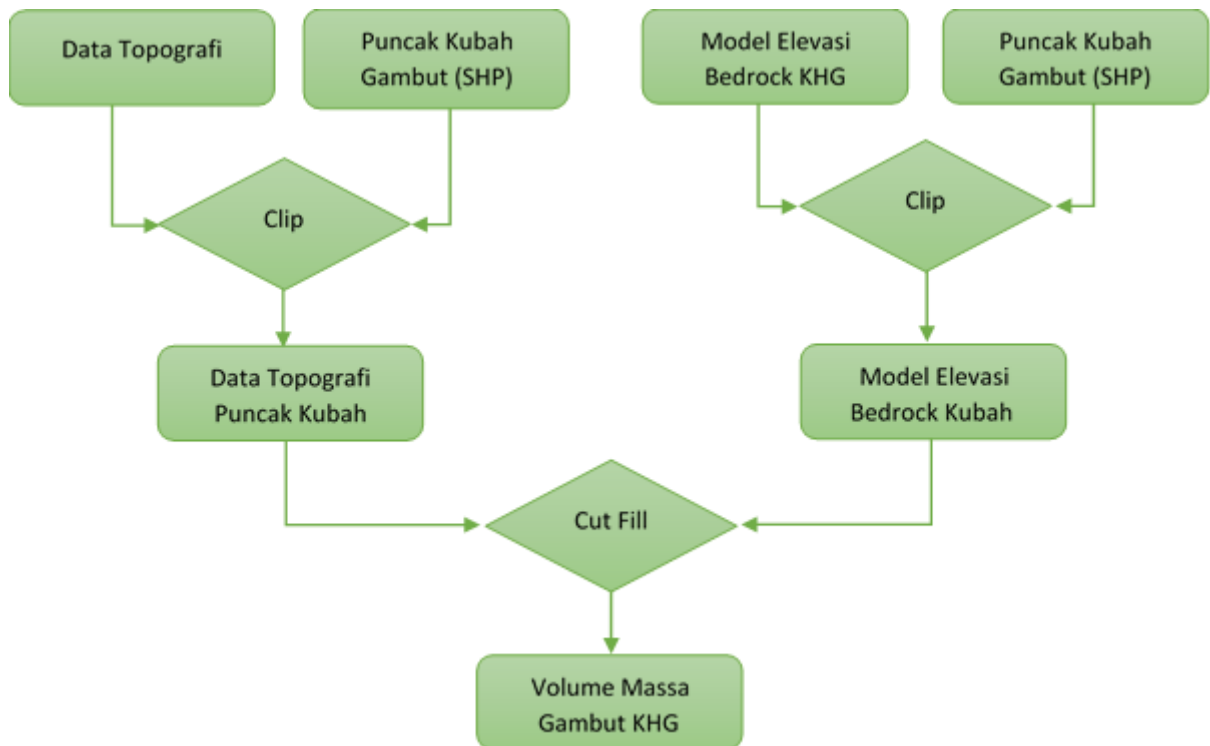 Data Topografi
Puncak Kubah
Gambut (SHP)
Model Elevasi
Bedrock KHG
Puncak Kubah
Gambut (SHP)
Clip
Clip
Data Topografi
Puncak Kubah
Model Elevasi
Bedrock Kubah
Cut Fill
Volume Massa
Gambut KHG